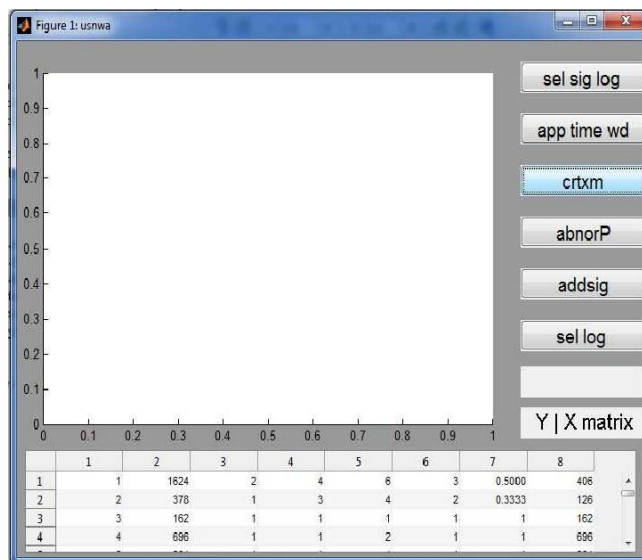 Figure 1: usnwa
sel sig log
app time wd
crtxm
abnorP
addsig
sel log
Y | X matrix
1
0.9
0.8
0.7
0.6
0.5
0.4
0.3
0.2
0.1
0
0 0.1 0.2 0.3 0.4 0.5 0.6 0.7 0.8 0.9 1
1 2 3 4 5 6 7 8
1 1 1624 2 4 6 3 0.5000 406
2 2 378 1 3 4 2 0.3333 126
3 3 162 1 1 1 1 1 162
4 4 696 1 1 2 1 1 696